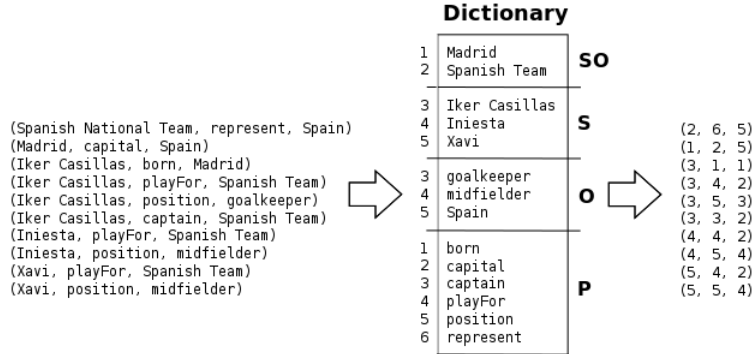 Dictionary
1 Madrid
2 Spanish Team
SO
3 Iker Casillas
4 Iniesta
5 Xavi
S
3 goalkeeper
4 midfielder
5 Spain
O
1 born
2 capital
3 captain
4 playFor
5 position
6 represent
P
(Spanish National Team, represent, Spain)
(Madrid, capital, Spain)
(Iker Casillas, born, Madrid)
(Iker Casillas, playFor, Spanish Team)
(Iker Casillas, position, goalkeeper)
(Iker Casillas, captain, Spanish Team)
(Iniesta, playFor, Spanish Team)
(Iniesta, position, midfielder)
(Xavi, playFor, Spanish Team)
(Xavi, position, midfielder)
(2, 6, 5)
(1, 2, 5)
(3, 1, 1)
(3, 4, 2)
(3, 5, 3)
(3, 3, 2)
(4, 4, 2)
(4, 5, 4)
(5, 4, 2)
(5, 5, 4)